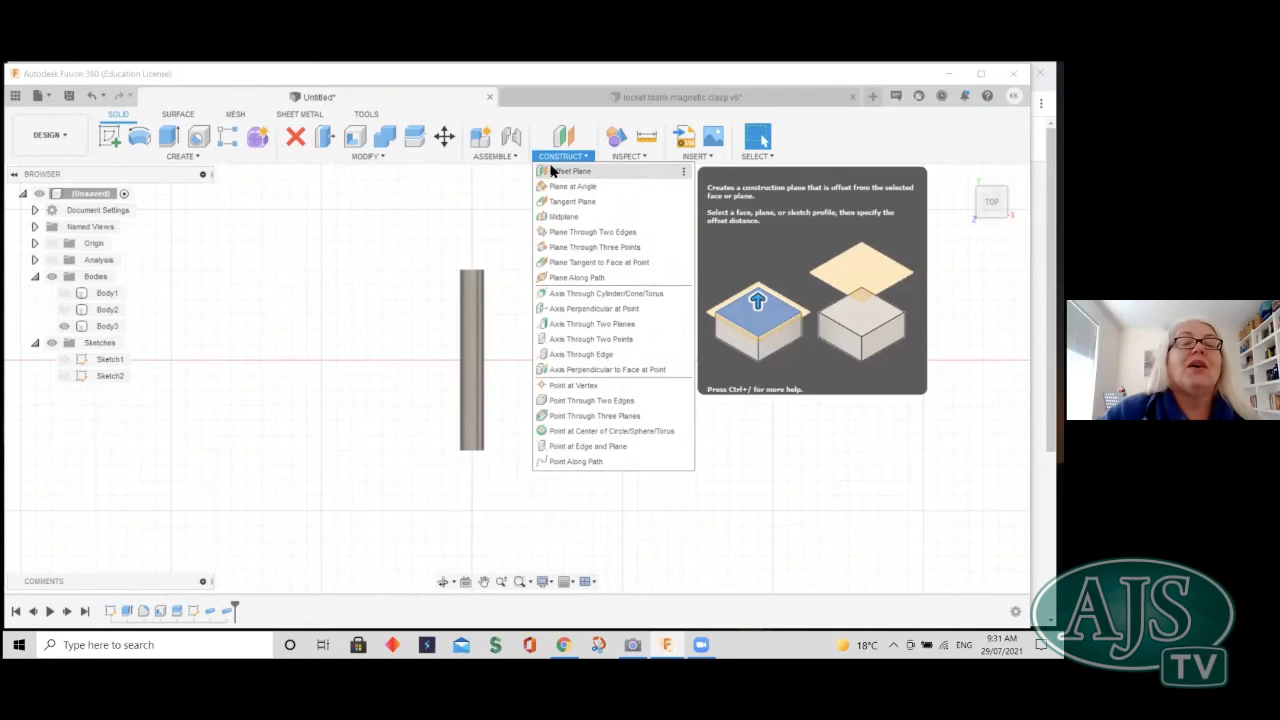 Autodesk Fusion 360 (Education License)
Untitled*
locket blank magnetic clasp v8*
KK
SOLID
SURFACE
MESH
SHEET METAL
TOOLS
DESIGN
CREATE
MODIFY
ASSEMBLE
CONSTRUCT
INSPECT
INSERT
SELECT
BROWSER
(Unsaved)
Document Settings
Named Views
Origin
Analysis
Bodies
Body1
Body2
Body3
Sketches
Sketch1
Sketch2
Plane
Plane at Angle
Tangent Plane
Midplane
Plane Through Two Edges
Plane Through Three Points
Plane Tangent to Face at Point
Plane Along Path
Axis Through Cylinder/Cone/Torus
Axis Perpendicular at Point
Axis Through Two Planes
Axis Through Two Points
Axis Through Edge
Axis Perpendicular to Face at Point
Point at Vertex
Point Through Two Edges
Point Through Three Planes
Point at Center of Circle/Sphere/Torus
Point at Edge and Plane
Point Along Path
Creates a construction plane that is offset from the selected
face or plane.
Select a face, plane, or sketch profile, then specify the
offset distance.
Press Ctrl+/ for more help.
TOP
X
Z
COMMENTS
Type here to search
18°C
ENG
9:31 AM
29/07/2021
AJS
TV